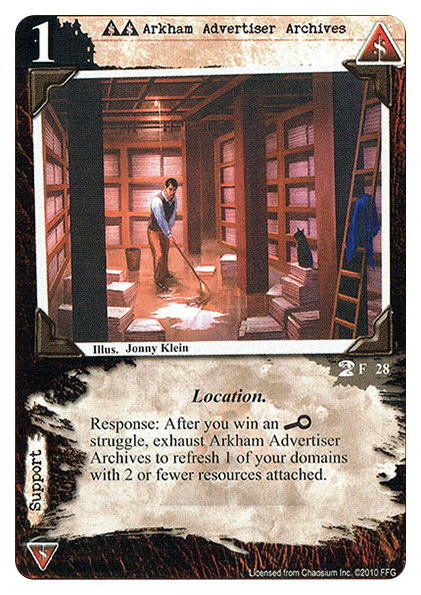 1
Arkham Advertiser Archives
Illus. Jonny Klein
F 28
Location.
Response: After you win an
struggle, exhaust Arkham Advertiser
Archives to refresh 1 of your domains
with 2 or fewer resources attached.
Support
Licensed from Chaosium Inc. ©2010 FFG